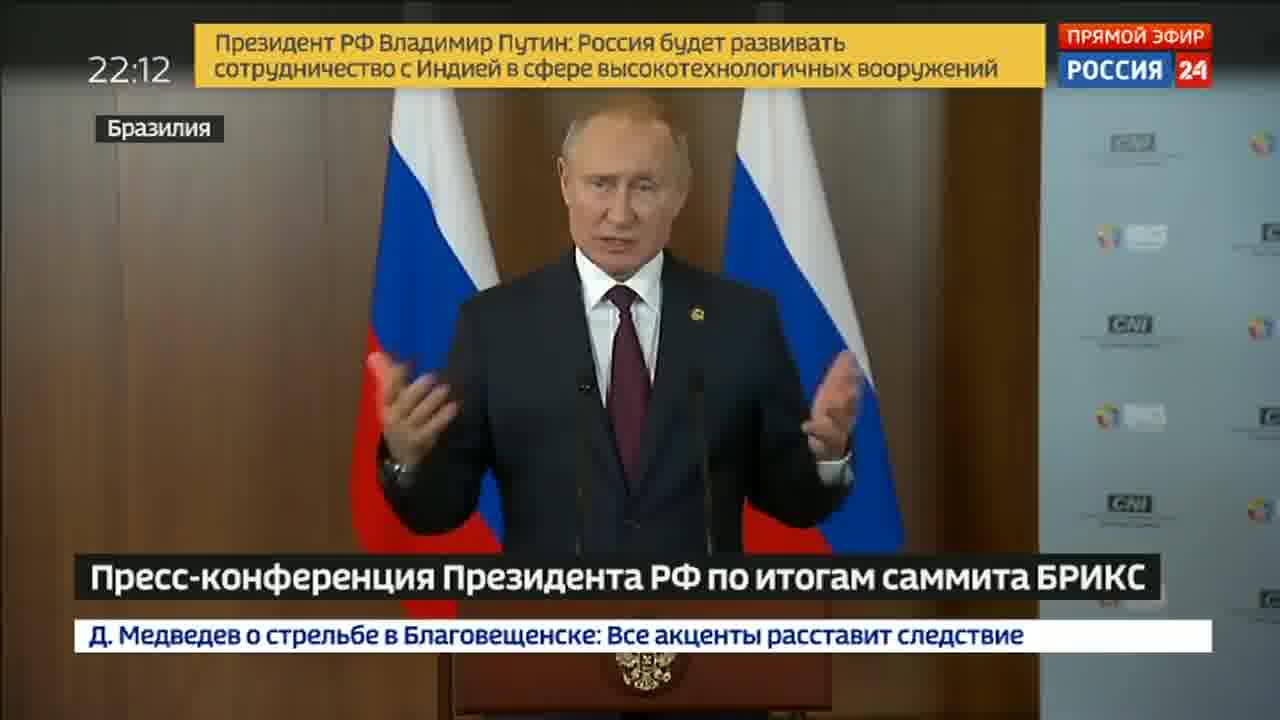 22:12
Президент РФ Владимир Путин: Россия будет развивать
сотрудничество с Индией в сфере высокотехнологичных вооружений
ПРЯМОЙ ЭФИР
РОССИЯ 24
Бразилия
CNI
CNI
CNI
Пресс-конференция Президента РФ по итогам саммита БРИКС
Д. Медведев о стрельбе в Благовещенске: Все акценты расставит следствие